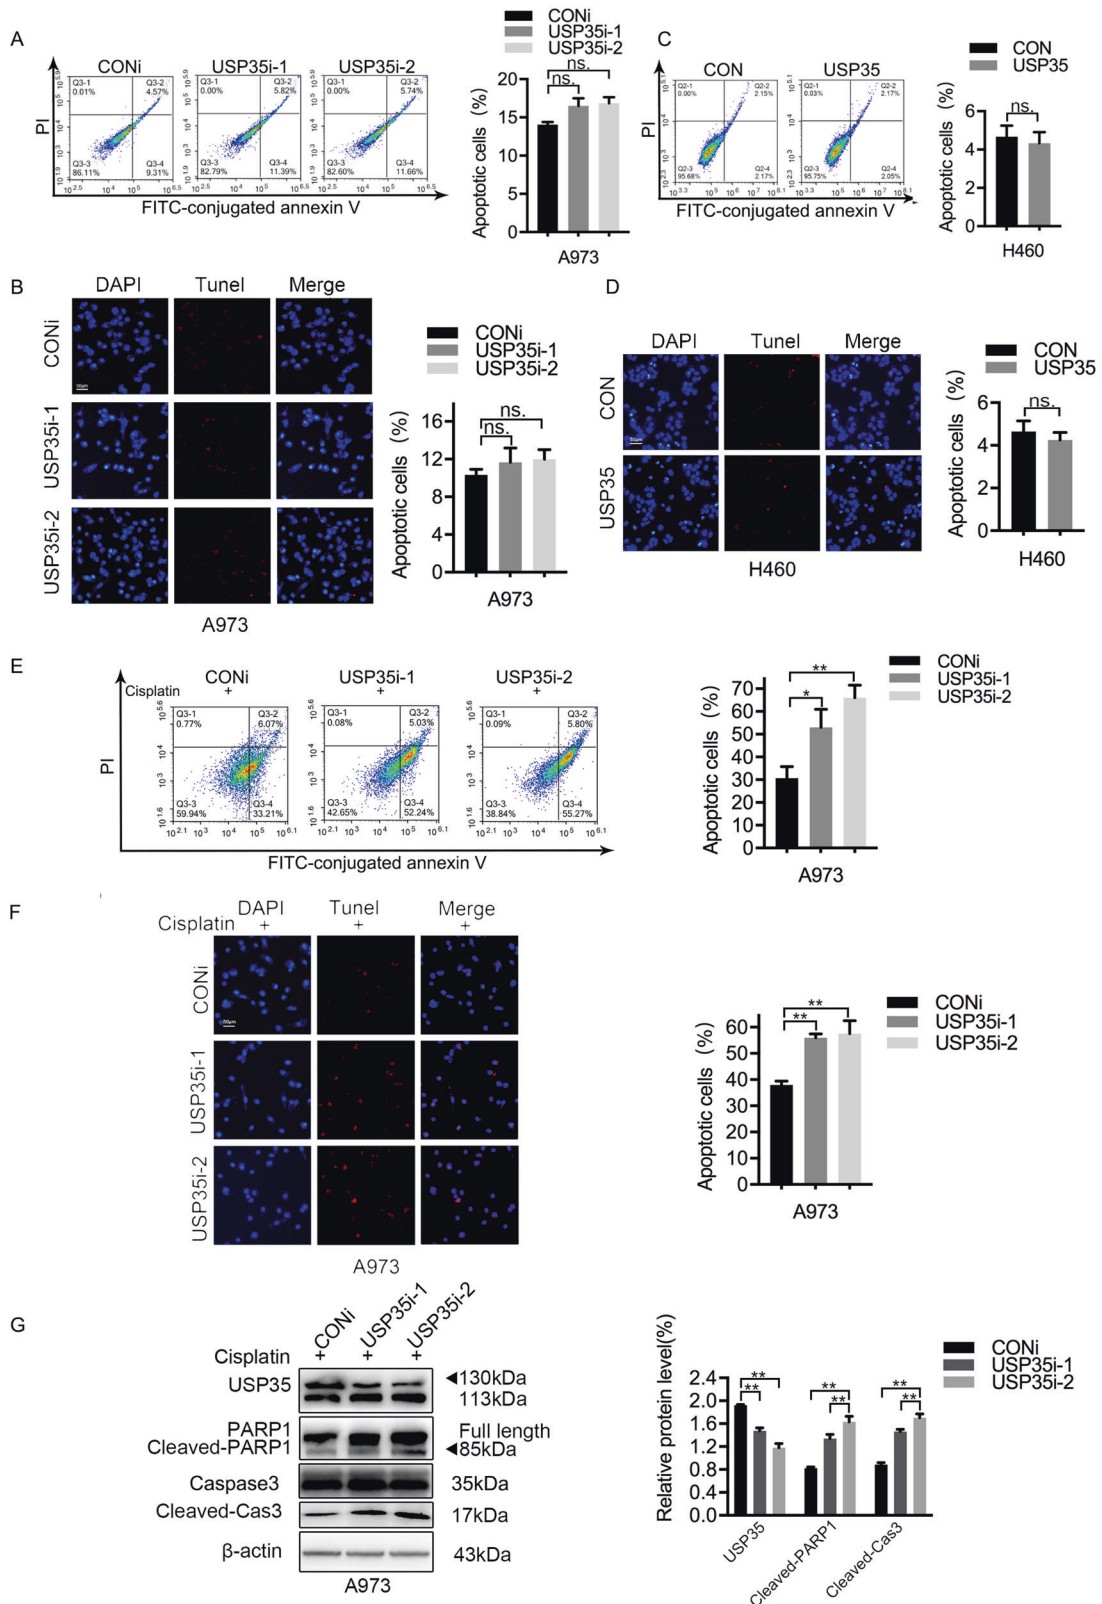 A
CONi
USP35i-1
USP35i-2
PI
Q3-1
0.01%
Q3-2
4.57%
Q3-3
86.11%
Q3-4
9.31%
Q3-1
0.00%
Q3-2
5.82%
Q3-3
82.79%
Q3-4
11.39%
Q3-1
0.00%
Q3-2
5.74%
Q3-3
82.60%
Q3-4
11.66%
FITC-conjugated annexin V
CONi
USP35i-1
USP35i-2
Apoptotic cells (%)
20
15
10
5
0
ns.
ns.
A973
C
CON
USP35
PI
Q2-1
0.00%
Q2-2
2.15%
Q2-3
95.68%
Q2-4
2.17%
Q2-1
0.03%
Q2-2
2.17%
Q2-3
95.75%
Q2-4
2.05%
FITC-conjugated annexin V
CON
USP35
Apoptotic cells (%)
6
4
2
0
ns.
H460
B
DAPI
Tunel
Merge
CONi
USP35i-1
USP35i-2
50μm
A973
CONi
USP35i-1
USP35i-2
Apoptotic cells (%)
16
12
8
4
0
ns.
ns.
A973
D
DAPI
Tunel
Merge
CON
USP35
50μm
H460
CON
USP35
Apoptotic cells (%)
6
4
2
0
ns.
H460
E
CONi
USP35i-1
USP35i-2
Cisplatin
+
+
+
PI
Q3-1
0.77%
Q3-2
6.07%
Q3-3
59.94%
Q3-4
33.21%
Q3-1
0.08%
Q3-2
5.03%
Q3-3
42.65%
Q3-4
52.24%
Q3-1
0.09%
Q3-2
5.80%
Q3-3
38.84%
Q3-4
55.27%
FITC-conjugated annexin V
CONi
USP35i-1
USP35i-2
Apoptotic cells (%)
70
60
50
40
30
20
10
0
**
*
A973
F
DAPI
Tunel
Merge
Cisplatin
+
+
+
CONi
USP35i-1
USP35i-2
50μm
A973
CONi
USP35i-1
USP35i-2
Apoptotic cells (%)
60
50
40
30
20
10
0
**
**
A973
G
CONi
USP35i-1
USP35i-2
Cisplatin
+
+
+
USP35
◄130kDa
113kDa
PARP1
Full length
Cleaved-PARP1
◄85kDa
Caspase3
35kDa
Cleaved-Cas3
17kDa
β-actin
43kDa
A973
CONi
USP35i-1
USP35i-2
Relative protein level(%)
2.4
2.0
1.6
1.2
0.8
0.4
0.0
**
**
**
**
**
**
USP35
Cleaved-PARP1
Cleaved-Cas3